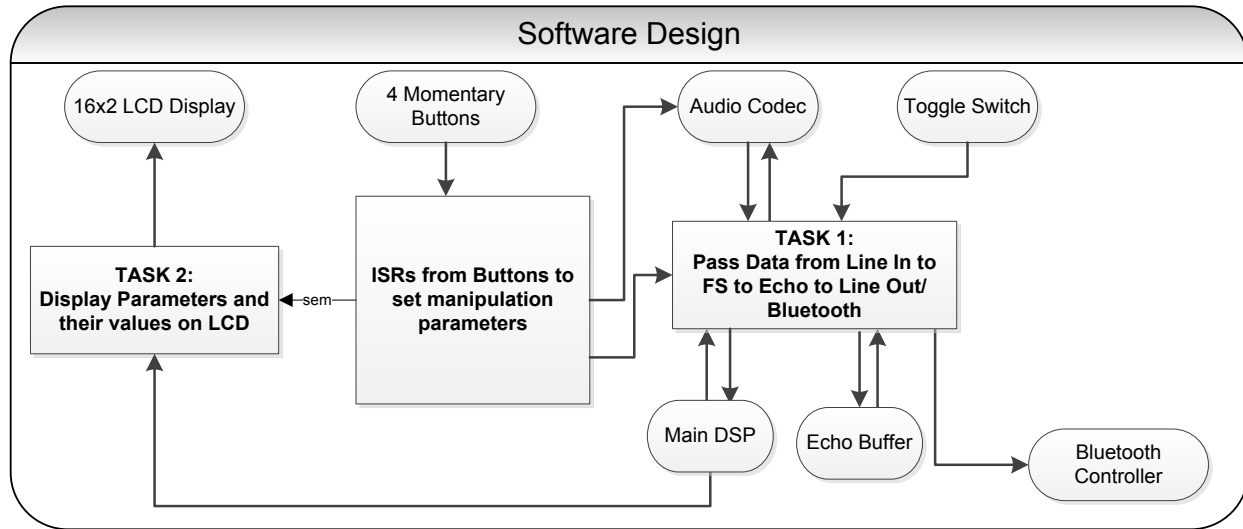 Software Design
16x2 LCD Display
4 Momentary
Buttons
Audio Codec
Toggle Switch
TASK 2:
Display Parameters and
their values on LCD
sem
ISRs from Buttons to
set manipulation
parameters
TASK 1:
Pass Data from Line In to
FS to Echo to Line Out/
Bluetooth
Main DSP
Echo Buffer
Bluetooth
Controller